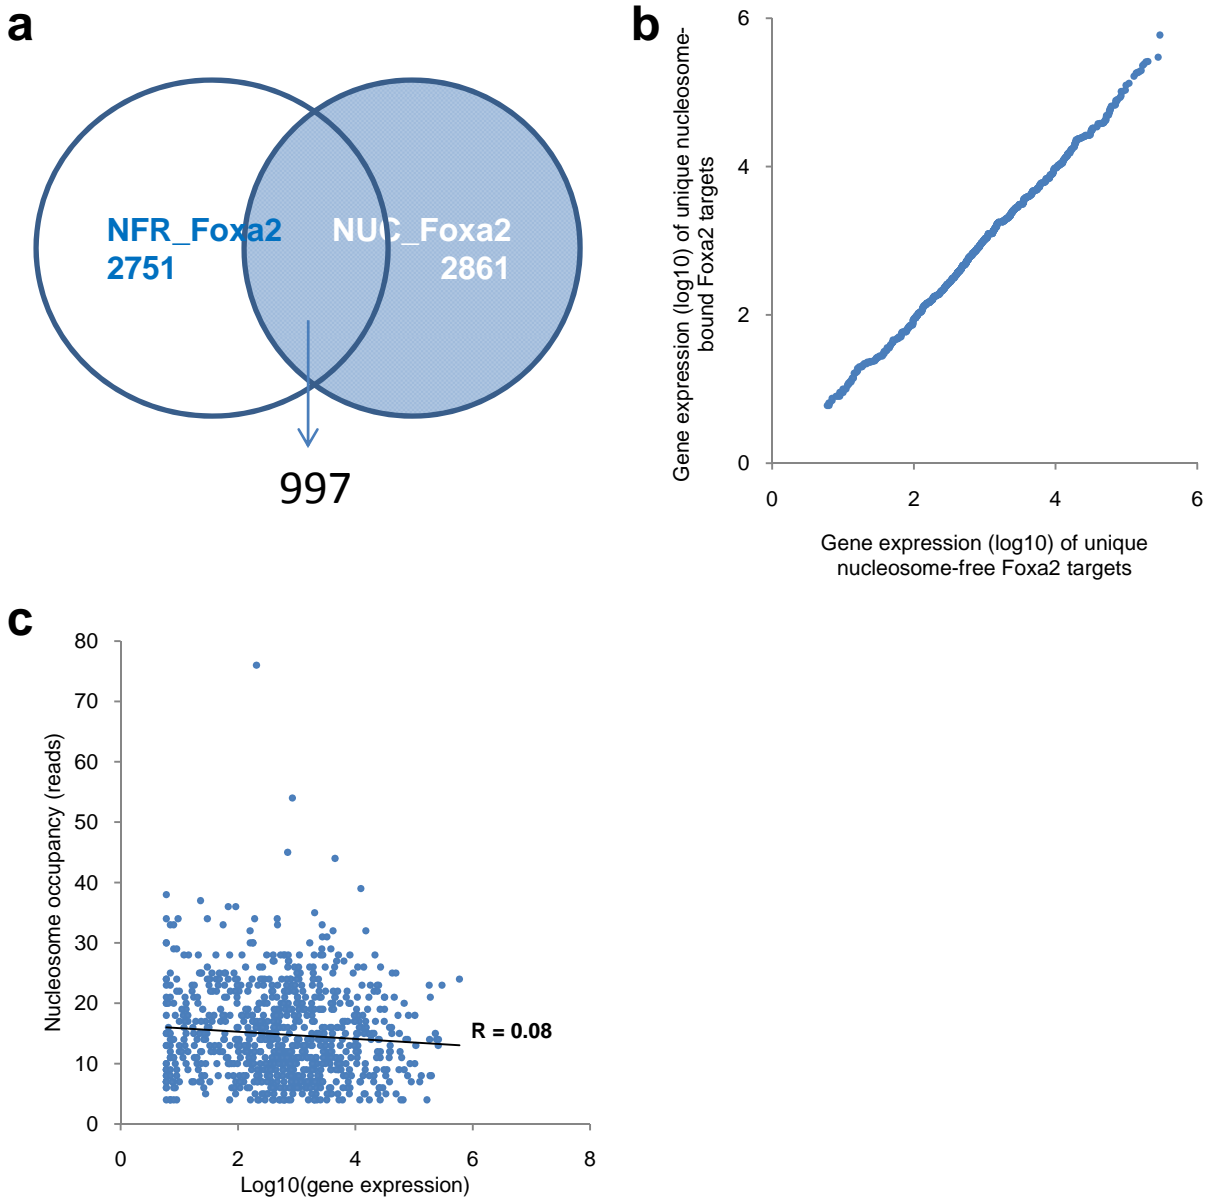 a
NFR_Foxa2
2751
NUC_Foxa2
2861
997
b
Gene expression (log10) of unique nucleosome-
bound Foxa2 targets
6
4
2
0
0 2 4 6
Gene expression (log10) of unique
nucleosome-free Foxa2 targets
c
Nucleosome occupancy (reads)
80
70
60
50
40
30
20
10
0
R = 0.08
0 2 4 6 8
Log10(gene expression)